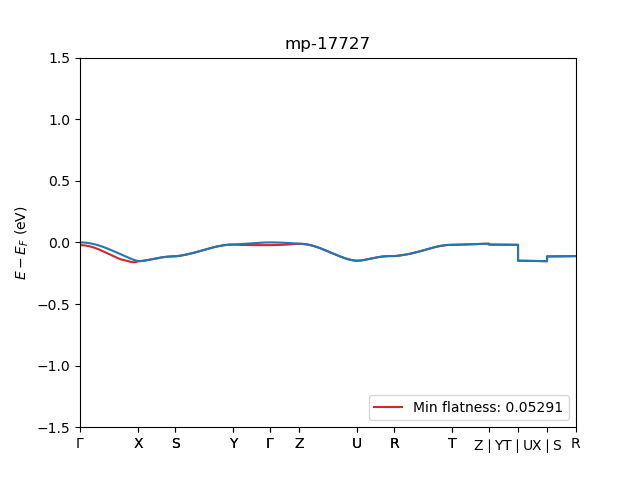 mp-17727
E − E_F (eV)
1.5
1.0
0.5
0.0
−0.5
−1.0
−1.5
Min flatness: 0.05291
Γ X S Y Γ Z U R T Z | YT | UX | S R